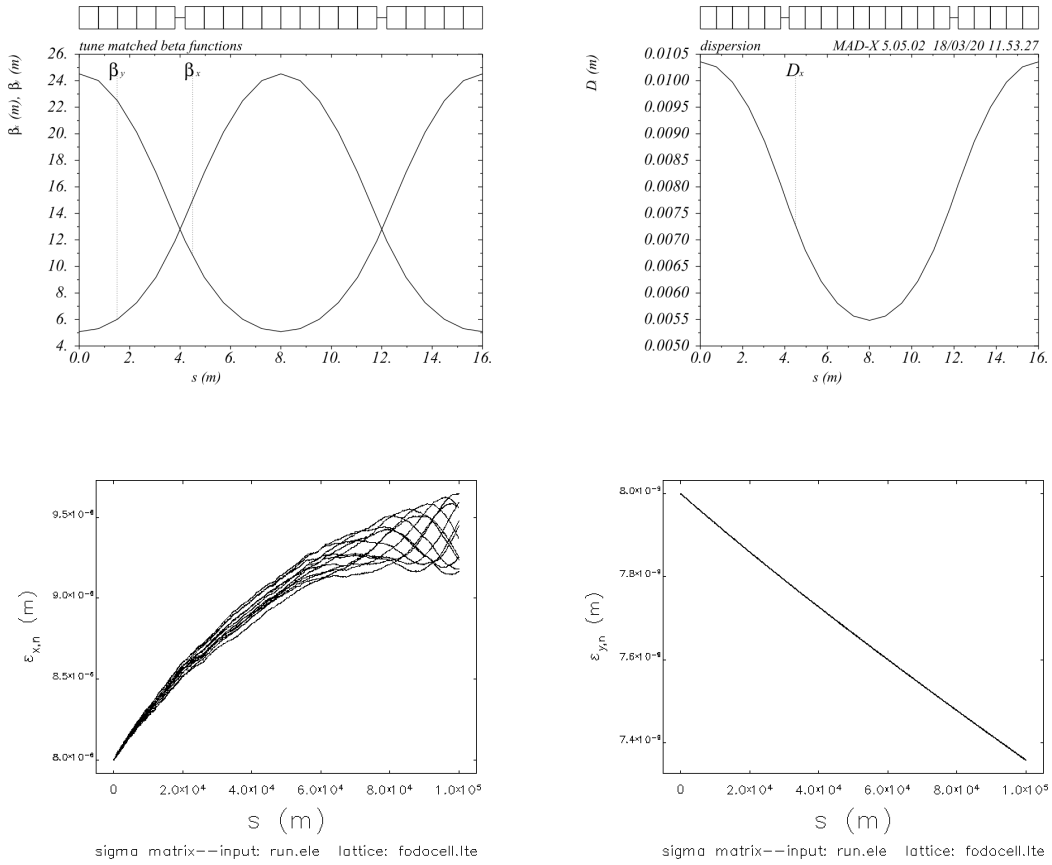 tune matched beta functions
β x (m), β y (m)
26.
24.
22.
20.
18.
16.
14.
12.
10.
8.
6.
4.
β y
β x
0.0 2. 4. 6. 8. 10. 12. 14. 16.
s (m)
dispersion MAD-X 5.05.02 18/03/20 11.53.27
D x (m)
0.0105
0.0100
0.0095
0.0090
0.0085
0.0080
0.0075
0.0070
0.0065
0.0060
0.0055
0.0050
D x
0.0 2. 4. 6. 8. 10. 12. 14. 16.
s (m)
εx,n (m)
9.5×10⁻⁶
9.0×10⁻⁶
8.5×10⁻⁶
8.0×10⁻⁶
0 2.0×10⁴ 4.0×10⁴ 6.0×10⁴ 8.0×10⁴ 1.0×10⁵
s (m)
sigma matrix--input: run.ele lattice: fodocell.lte
εy,n (m)
8.0×10⁻⁹
7.8×10⁻⁹
7.6×10⁻⁹
7.4×10⁻⁹
0 2.0×10⁴ 4.0×10⁴ 6.0×10⁴ 8.0×10⁴ 1.0×10⁵
s (m)
sigma matrix--input: run.ele lattice: fodocell.lte